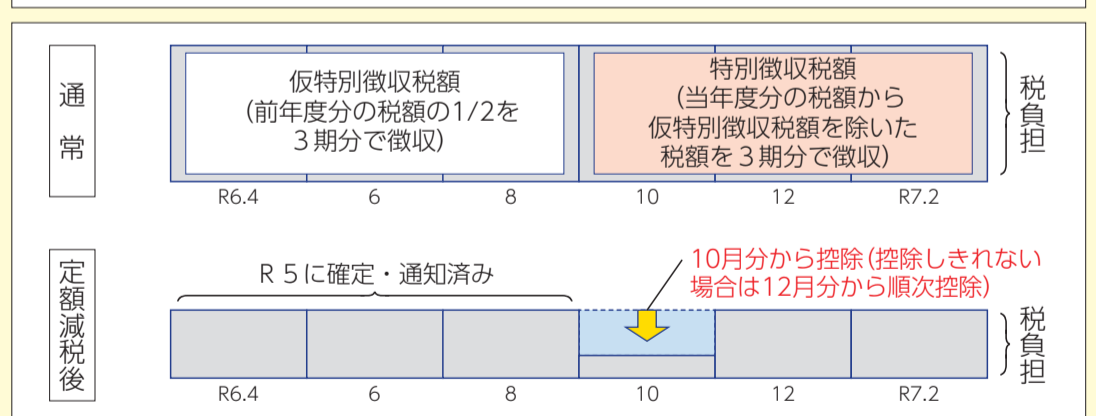 通常
仮特別徴収税額
(前年度分の税額の1/2を
３期分で徴収)
特別徴収税額
(当年度分の税額から
仮特別徴収税額を除いた
税額を３期分で徴収)
税負担
R6.4
6
8
10
12
R7.2
定額減税後
R５に確定・通知済み
10月分から控除(控除しきれない
場合は12月分から順次控除)
税負担
R6.4
6
8
10
12
R7.2